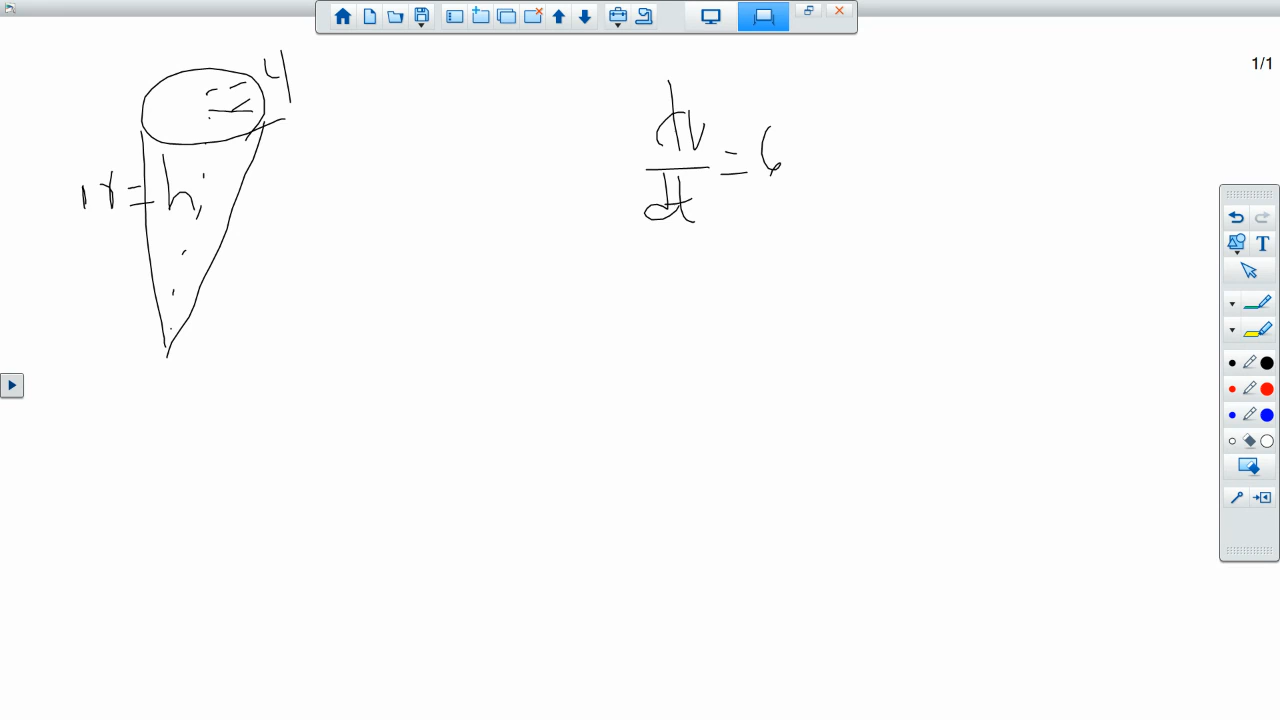 1/1
T
4
= h
dV
dt
= 6